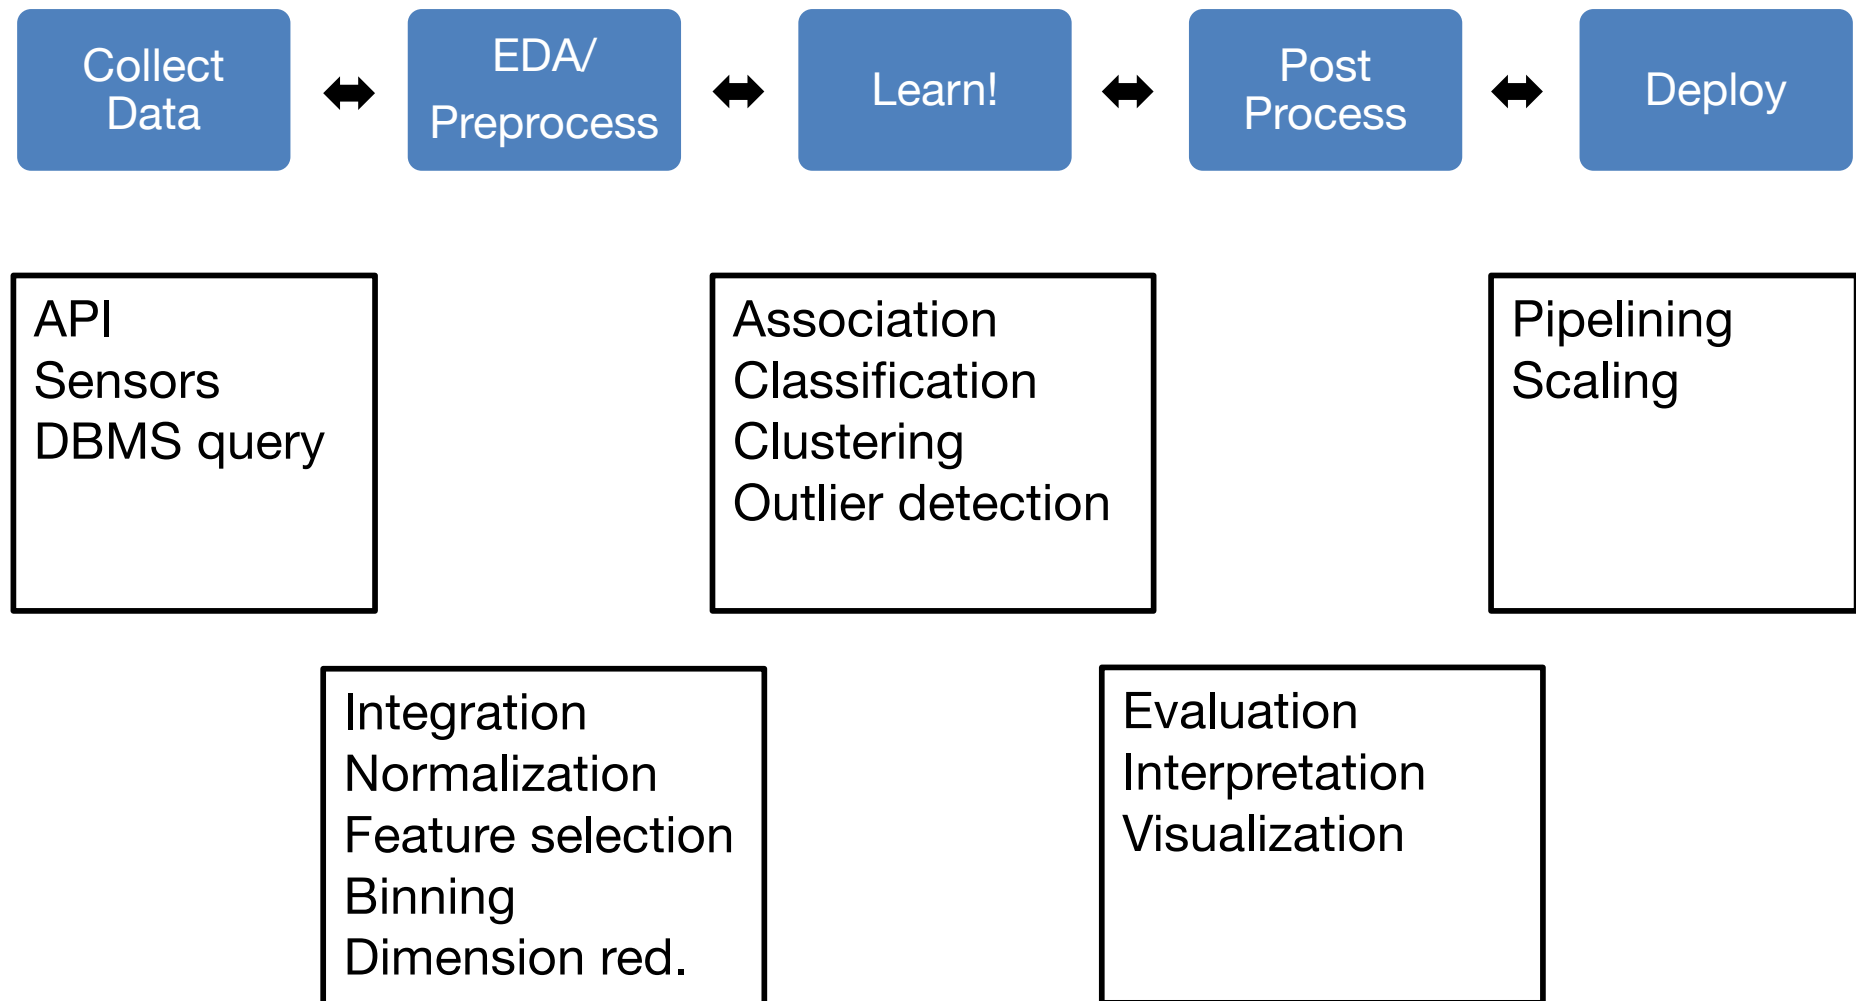 Collect
Data
EDA/
Preprocess
Learn!
Post
Process
Deploy
API
Sensors
DBMS query
Association
Classification
Clustering
Outlier detection
Pipelining
Scaling
Integration
Normalization
Feature selection
Binning
Dimension red.
Evaluation
Interpretation
Visualization